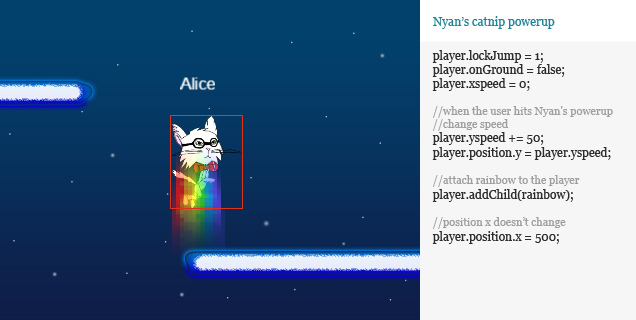 Alice
Nyan's catnip powerup
player.lockJump = 1;
player.onGround = false;
player.xspeed = 0;
//when the user hits Nyan's powerup
//change speed
player.yspeed += 50;
player.position.y = player.yspeed;
//attach rainbow to the player
player.addChild(rainbow);
//position x doesn't change
player.position.x = 500;